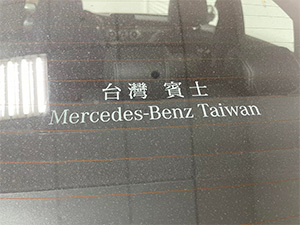 台灣 賓士
Mercedes-Benz Taiwan